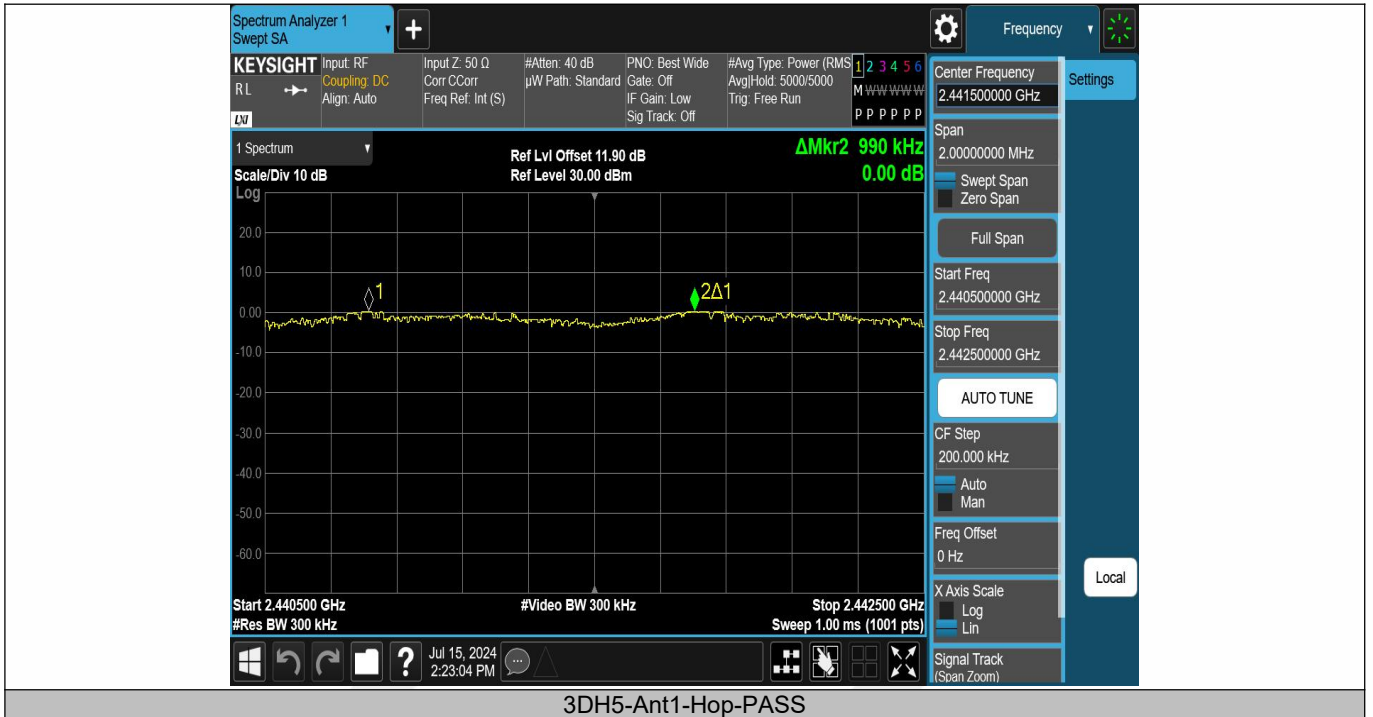 Spectrum Analyzer 1
Swept SA
+
Frequency
KEYSIGHT
R L
LXI
Input: RF
Coupling: DC
Align: Auto
Input Z: 50 Ω
Corr CCorr
Freq Ref: Int (S)
#Atten: 40 dB
µW Path: Standard
PNO: Best Wide
Gate: Off
IF Gain: Low
Sig Track: Off
#Avg Type: Power (RMS
Avg|Hold: 5000/5000
Trig: Free Run
1 2 3 4 5 6
M W W W W W
P P P P P P
Center Frequency
2.441500000 GHz
Settings
1 Spectrum
Scale/Div 10 dB
Ref Lvl Offset 11.90 dB
Ref Level 30.00 dBm
ΔMkr2 990 kHz
0.00 dB
Log
20.0
10.0
0.00
-10.0
-20.0
-30.0
-40.0
-50.0
-60.0
1
2Δ1
Start 2.440500 GHz
#Res BW 300 kHz
#Video BW 300 kHz
Stop 2.442500 GHz
Sweep 1.00 ms (1001 pts)
Span
2.00000000 MHz
Swept Span
Zero Span
Full Span
Start Freq
2.440500000 GHz
Stop Freq
2.442500000 GHz
AUTO TUNE
CF Step
200.000 kHz
Auto
Man
Freq Offset
0 Hz
X Axis Scale
Log
Lin
Signal Track
(Span Zoom)
Local
?
Jul 15, 2024
2:23:04 PM
3DH5-Ant1-Hop-PASS